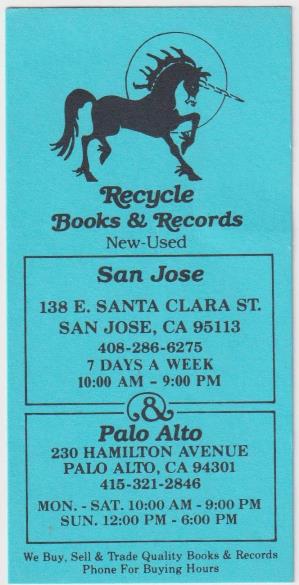 Recycle
Books & Records
New-Used
San Jose
138 E. SANTA CLARA ST.
SAN JOSE, CA 95113
408-286-6275
7 DAYS A WEEK
10:00 AM - 9:00 PM
&
Palo Alto
230 HAMILTON AVENUE
PALO ALTO, CA 94301
415-321-2846
MON. - SAT. 10:00 AM - 9:00 PM
SUN. 12:00 PM - 6:00 PM
We Buy, Sell & Trade Quality Books & Records
Phone For Buying Hours